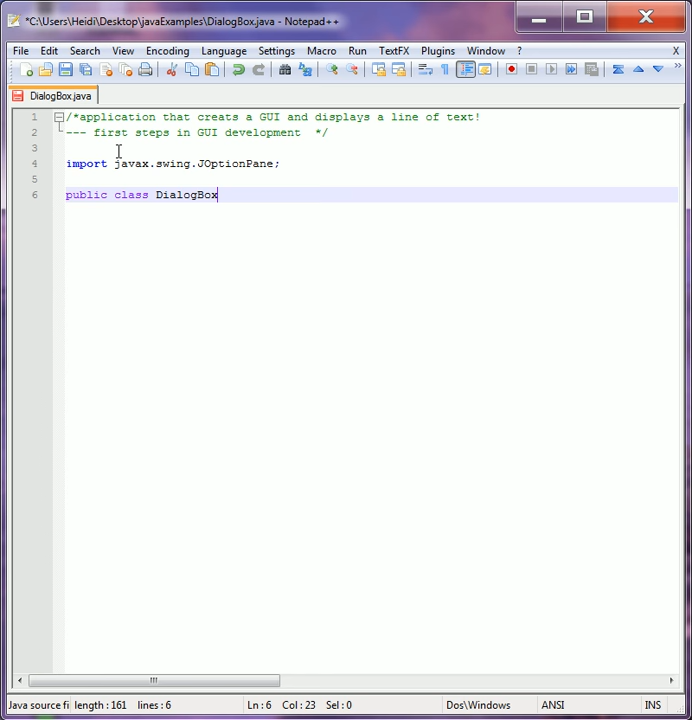 *C:\Users\Heidi\Desktop\javaExamples\DialogBox.java - Notepad++
File Edit Search View Encoding Language Settings Macro Run TextFX Plugins Window ? X
DialogBox.java
1 /*application that creates a GUI and displays a line of text!
2 --- first steps in GUI development */
3
4 import javax.swing.JOptionPane;
5
6 public class DialogBox
Java source fi length : 161 lines : 6 Ln : 6 Col : 23 Sel : 0 Dos\Windows ANSI INS